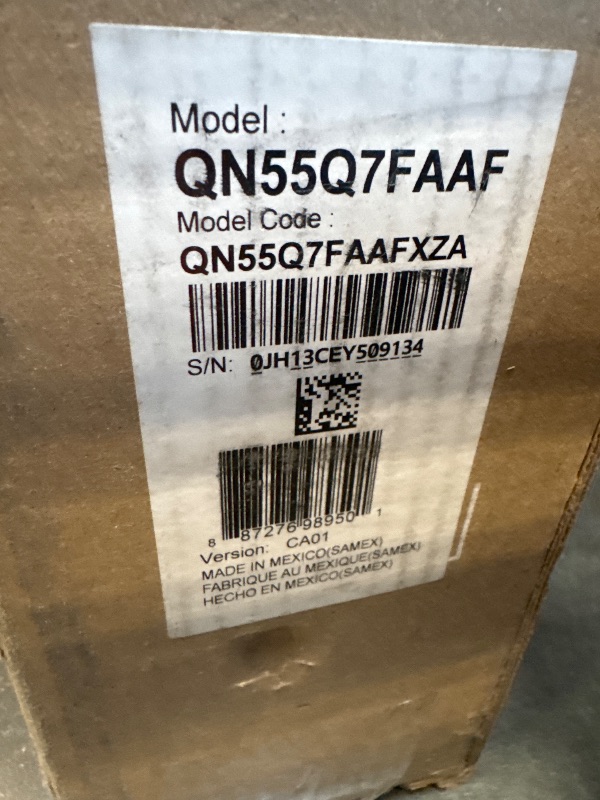 Model :
QN55Q7FAAF
Model Code :
QN55Q7FAAFXZA
S/N: 0JH13CEY509134
8 87276 98950 1
Version: CA01
MADE IN MEXICO(SAMEX)
FABRIQUE AU MEXIQUE(SAMEX)
HECHO EN MEXICO(SAMEX)